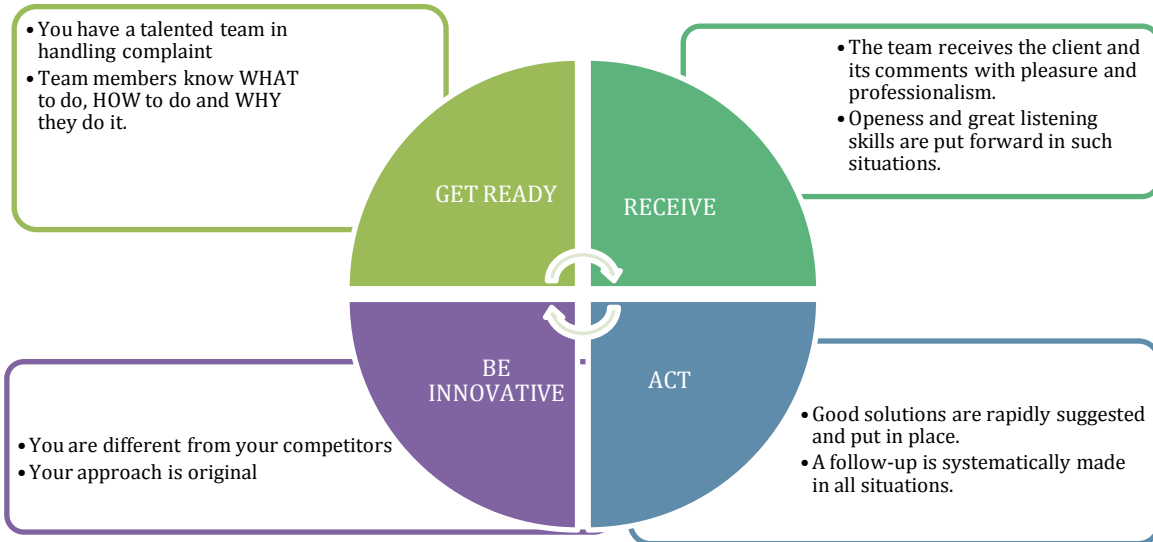 • You have a talented team in
handling complaint
• Team members know WHAT
to do, HOW to do and WHY
they do it.
• The team receives the client and
its comments with pleasure and
professionalism.
• Openess and great listening
skills are put forward in such
situations.
GET READY
RECEIVE
BE
INNOVATIVE
ACT
• You are different from your competitors
• Your approach is original
• Good solutions are rapidly suggested
and put in place.
• A follow-up is systematically made
in all situations.